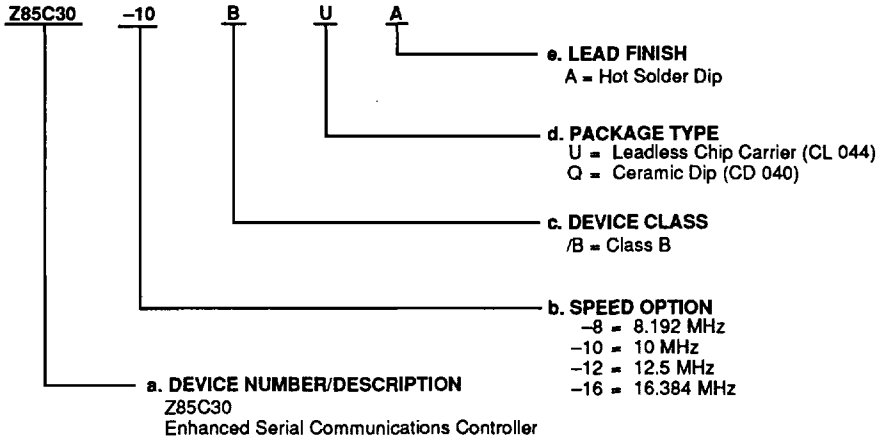 Z85C30 –10 B U A
e. LEAD FINISH
A = Hot Solder Dip
d. PACKAGE TYPE
U = Leadless Chip Carrier (CL 044)
Q = Ceramic Dip (CD 040)
c. DEVICE CLASS
/B = Class B
b. SPEED OPTION
–8 = 8.192 MHz
–10 = 10 MHz
–12 = 12.5 MHz
–16 = 16.384 MHz
a. DEVICE NUMBER/DESCRIPTION
Z85C30
Enhanced Serial Communications Controller